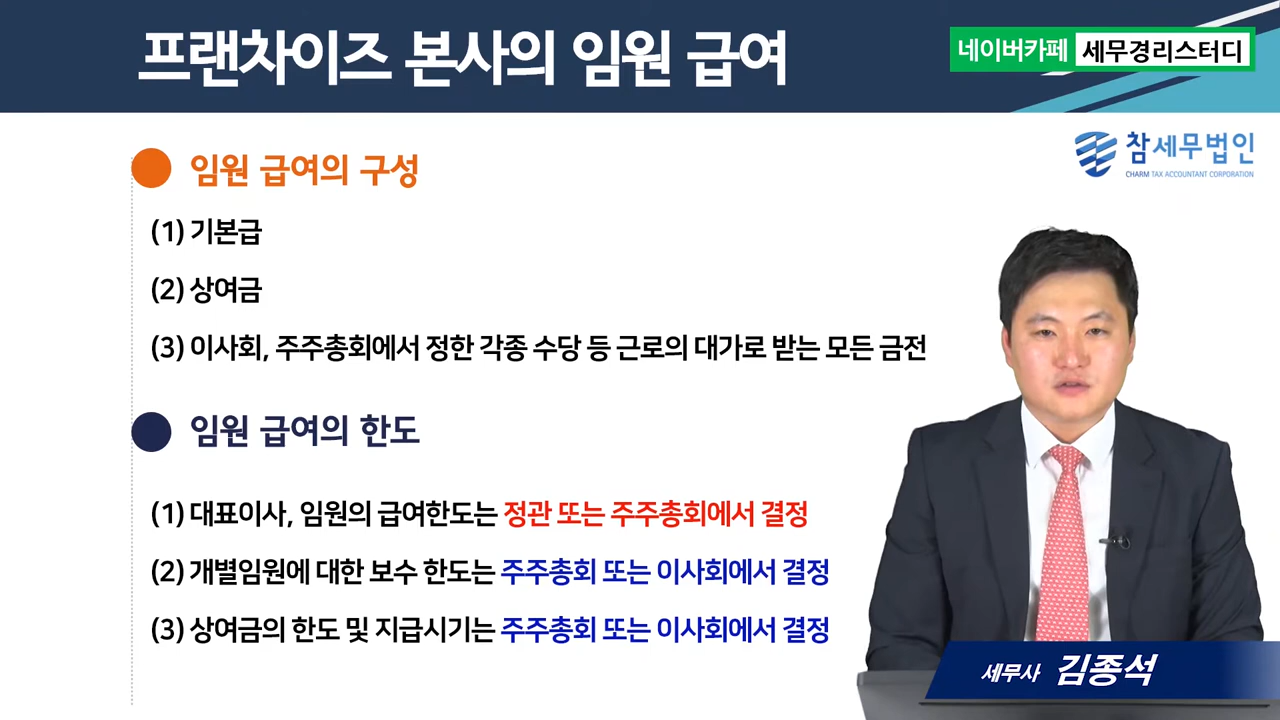 프랜차이즈 본사의 임원 급여
네이버카페 세무경리스터디
참세무법인
CHARM TAX ACCOUNTANT CORPORATION
임원 급여의 구성
(1) 기본급
(2) 상여금
(3) 이사회, 주주총회에서 정한 각종 수당 등 근로의 대가로 받는 모든 금전
임원 급여의 한도
(1) 대표이사, 임원의 급여한도는 정관 또는 주주총회에서 결정
(2) 개별임원에 대한 보수 한도는 주주총회 또는 이사회에서 결정
(3) 상여금의 한도 및 지급시기는 주주총회 또는 이사회에서 결정
세무사 김종석